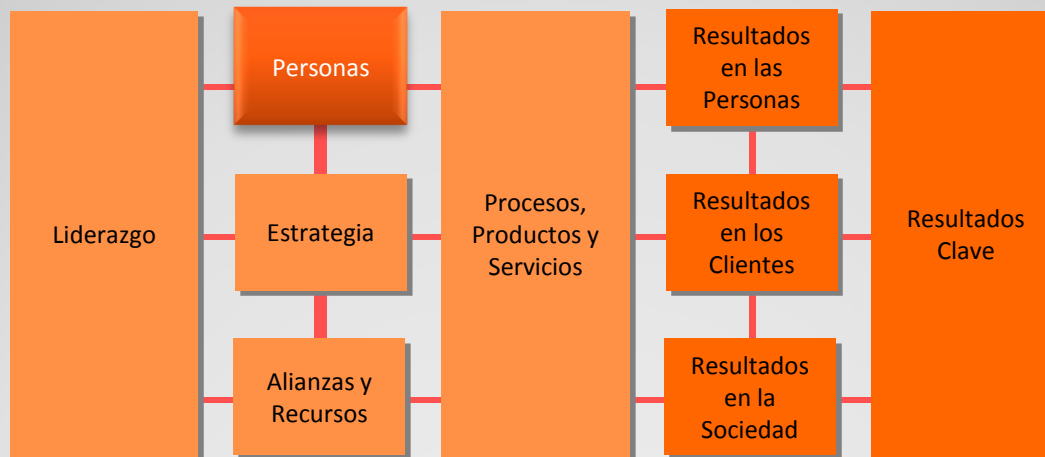 Liderazgo
Personas
Estrategia
Alianzas y
Recursos
Procesos,
Productos y
Servicios
Resultados
en las
Personas
Resultados
en los
Clientes
Resultados
en la
Sociedad
Resultados
Clave